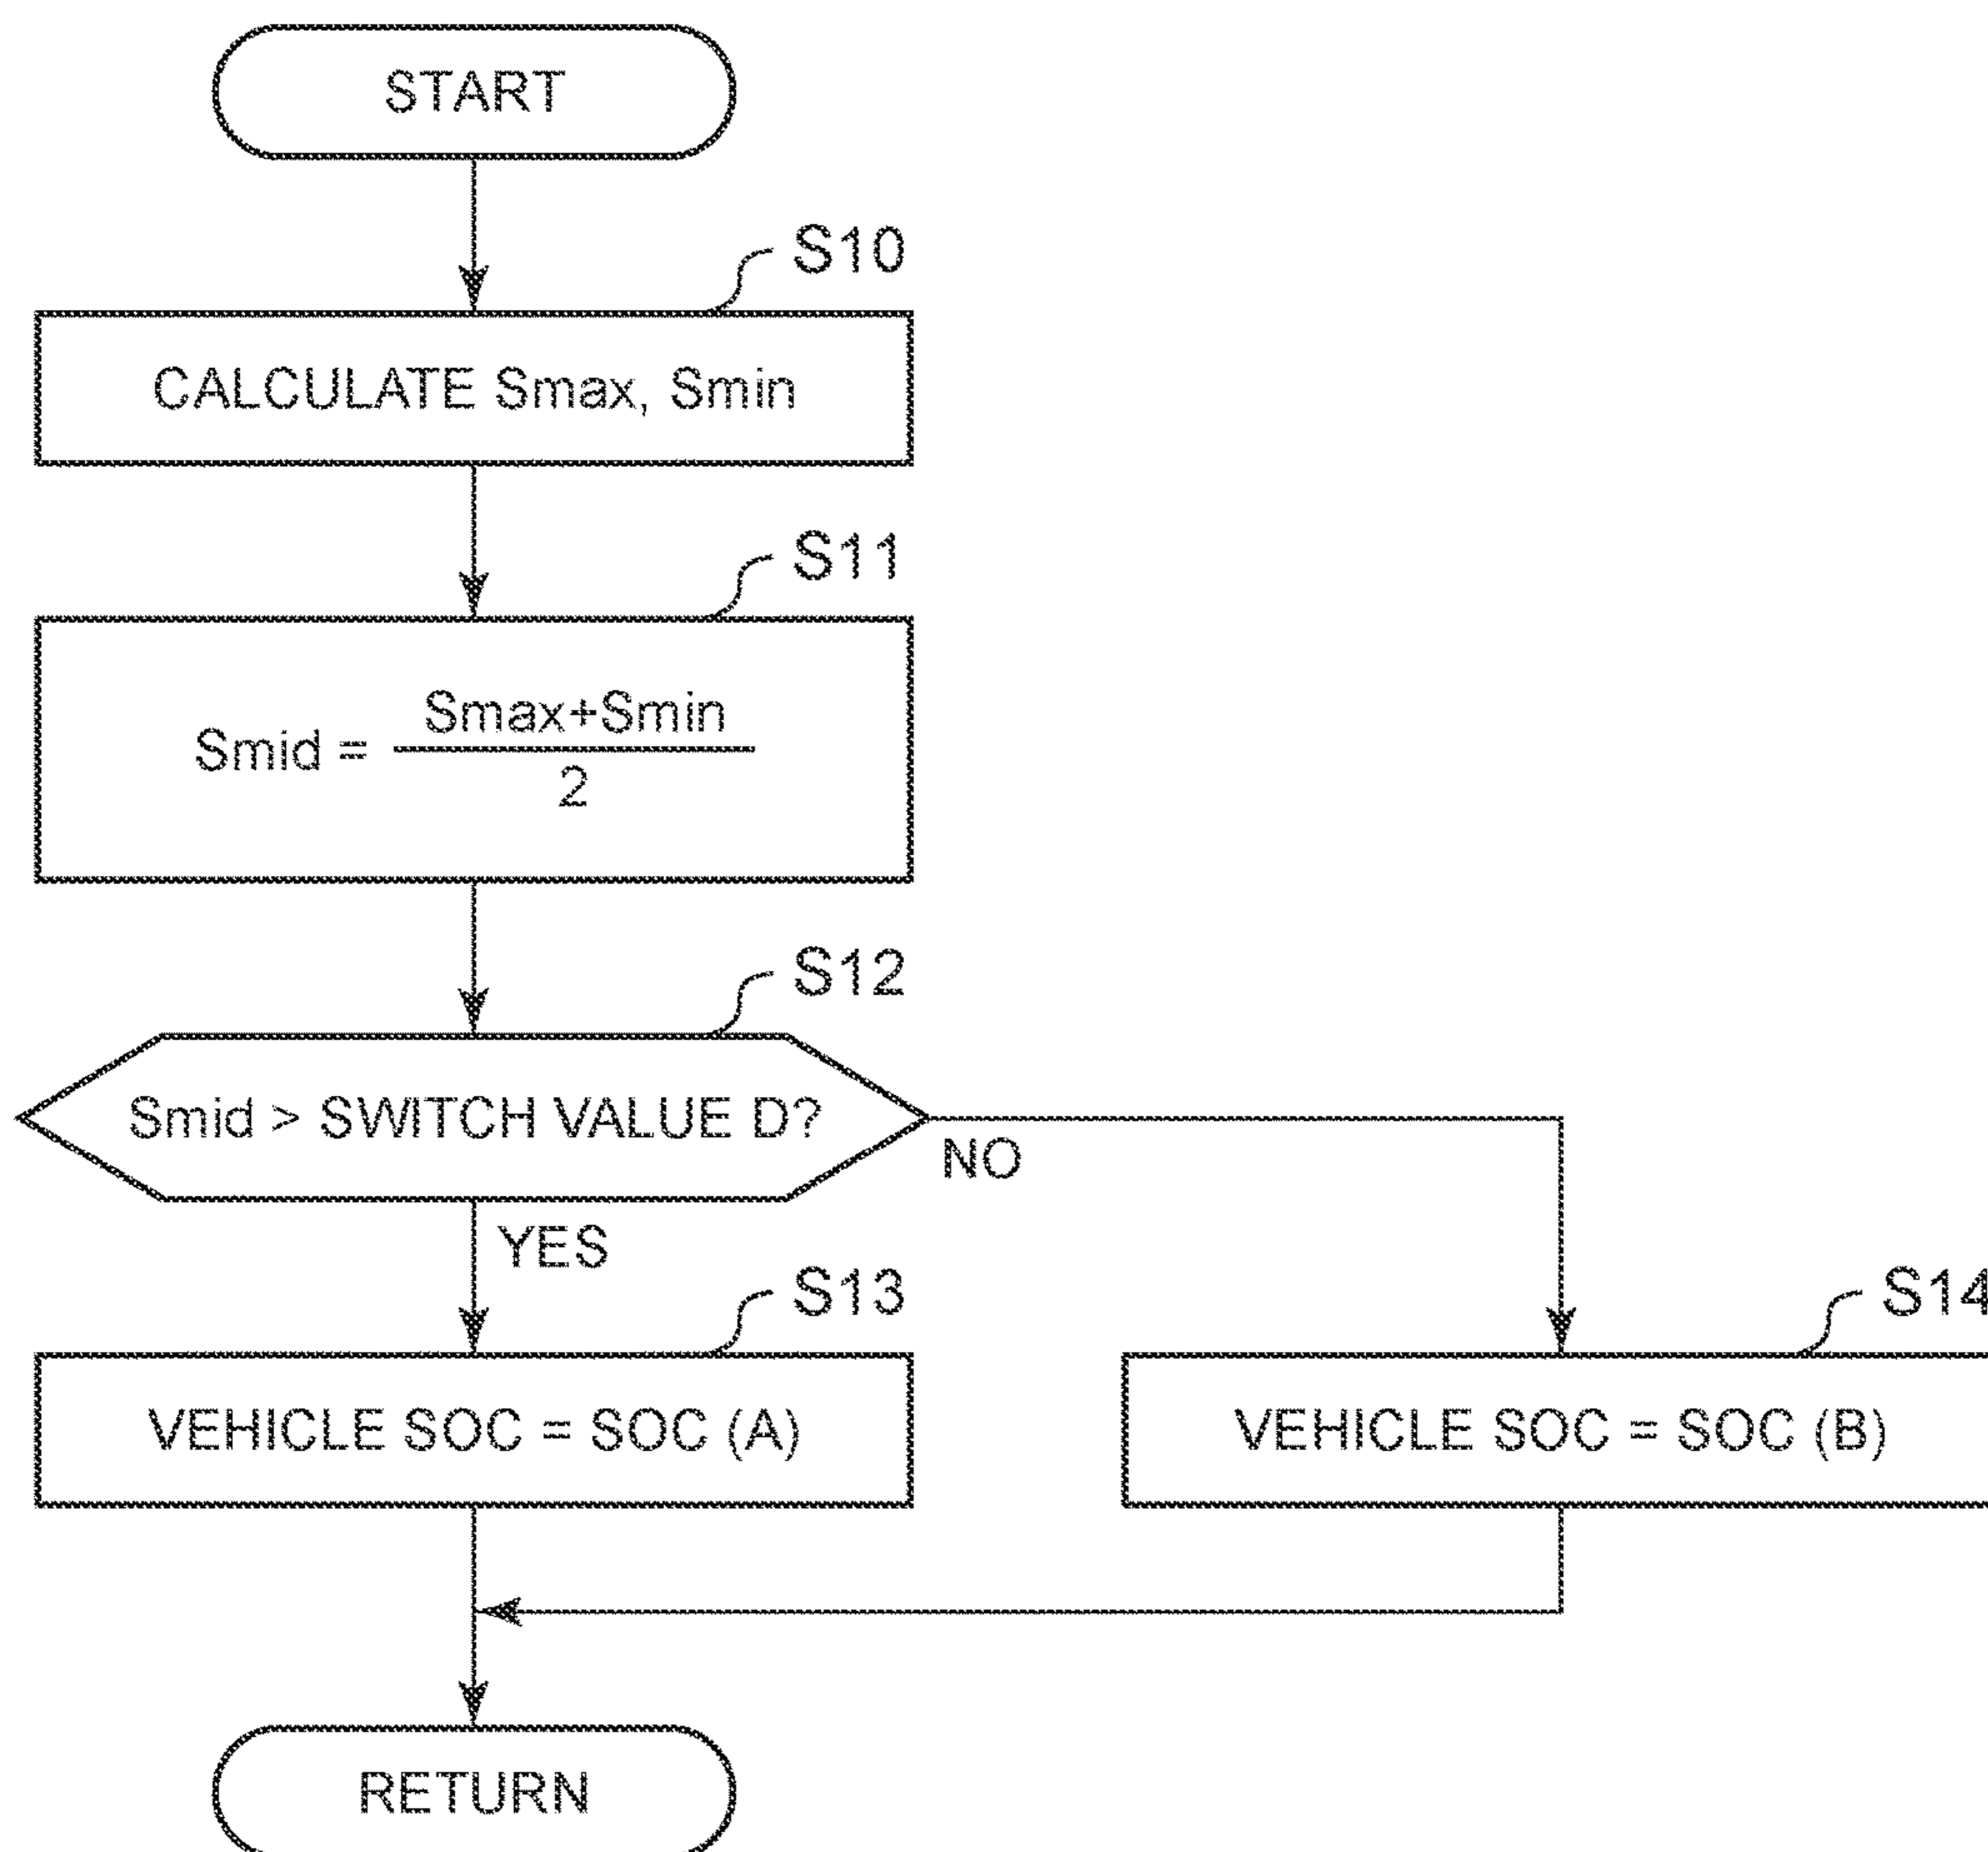 START
S10
CALCULATE Smax, Smin
S11
Smid = Smax+Smin
2
S12
Smid > SWITCH VALUE D?
NO
YES
S13
S14
VEHICLE SOC = SOC (A)
VEHICLE SOC = SOC (B)
RETURN